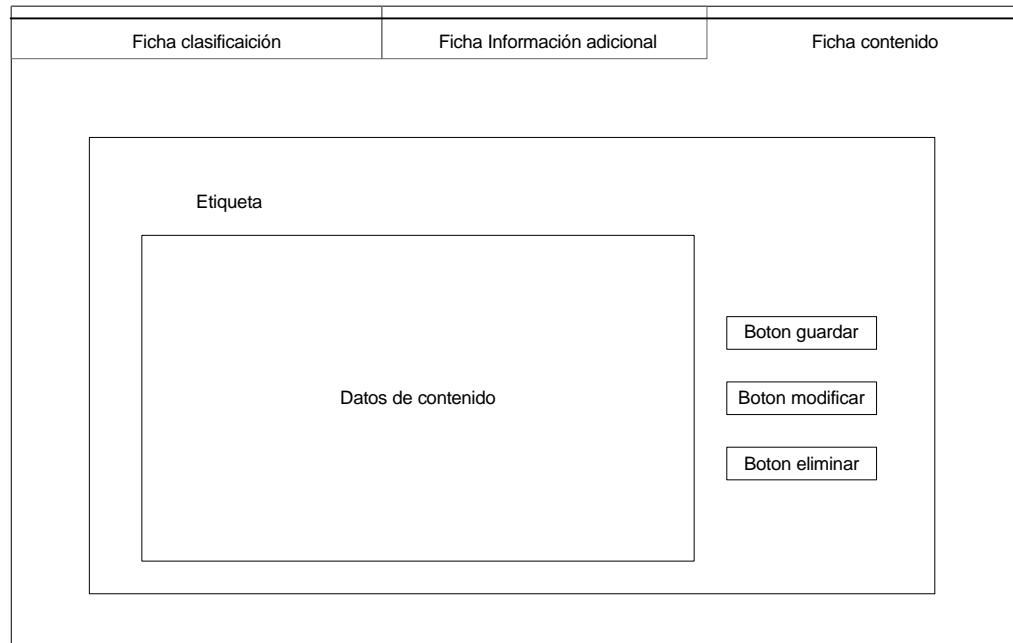 Ficha clasificaición
Ficha Información adicional
Ficha contenido
Etiqueta
Datos de contenido
Boton guardar
Boton modificar
Boton eliminar